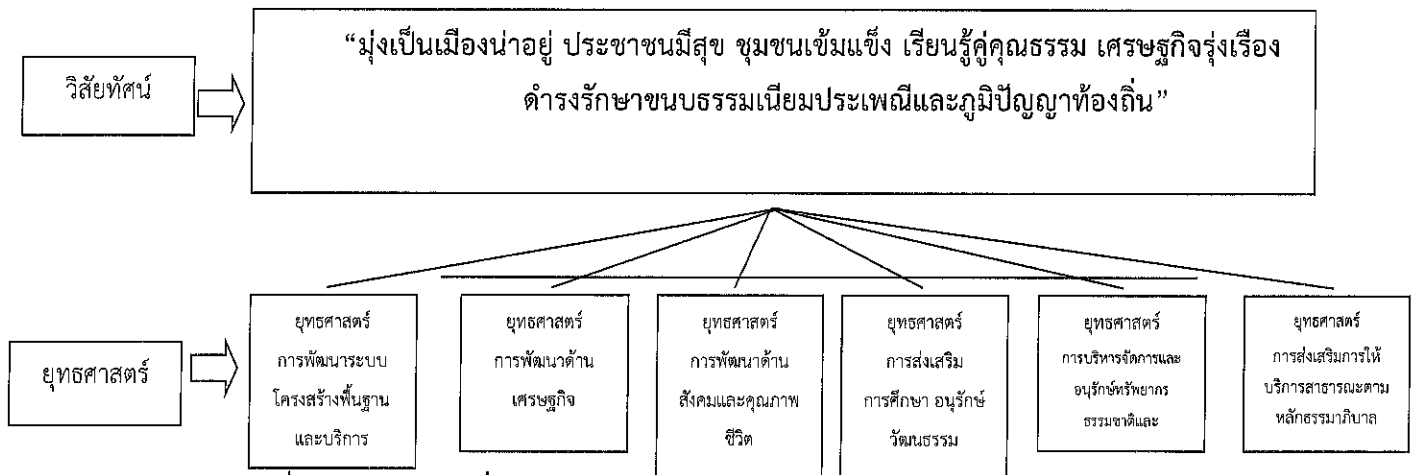 วิสัยทัศน์
“มุ่งเป็นเมืองน่าอยู่ ประชาชนมีสุข ชุมชนเข้มแข็ง เรียนรู้คู่คุณธรรม เศรษฐกิจรุ่งเรือง
ดำรงรักษาขนบธรรมเนียมประเพณีและภูมิปัญญาท้องถิ่น”
ยุทธศาสตร์
ยุทธศาสตร์
การพัฒนาระบบ
โครงสร้างพื้นฐาน
และบริการ
ยุทธศาสตร์
การพัฒนาด้าน
เศรษฐกิจ
ยุทธศาสตร์
การพัฒนาด้าน
สังคมและคุณภาพ
ชีวิต
ยุทธศาสตร์
การส่งเสริม
การศึกษา อนุรักษ์
วัฒนธรรม
ยุทธศาสตร์
การบริหารจัดการและ
อนุรักษ์ทรัพยากร
ธรรมชาติและ
ยุทธศาสตร์
การส่งเสริมการให้
บริการสาธารณะตาม
หลักธรรมาภิบาล